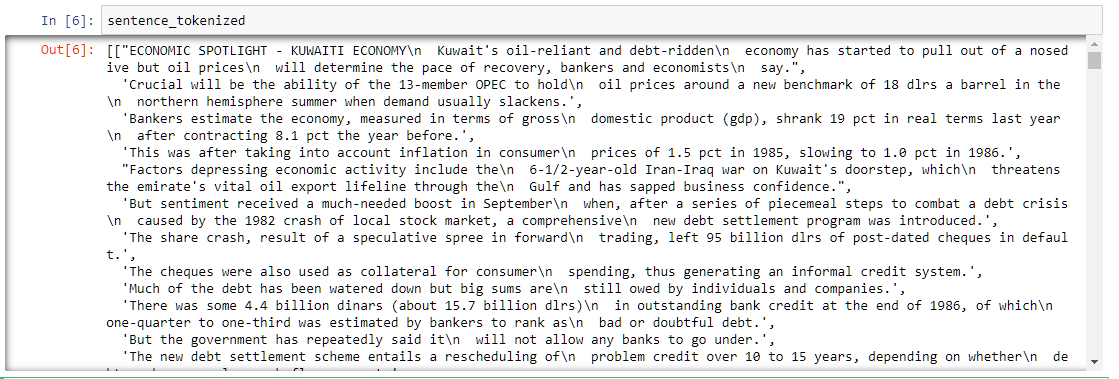 In [6]: sentence_tokenized
Out[6]: [["ECONOMIC SPOTLIGHT - KUWAITI ECONOMY\n  Kuwait's oil-reliant and debt-ridden\n  economy has started to pull out of a nosed
ive but oil prices\n  will determine the pace of recovery, bankers and economists\n  say.",
'Crucial will be the ability of the 13-member OPEC to hold\n  oil prices around a new benchmark of 18 dlrs a barrel in the
\n  northern hemisphere summer when demand usually slackens.',
'Bankers estimate the economy, measured in terms of gross\n  domestic product (gdp), shrank 19 pct in real terms last year
\n  after contracting 8.1 pct the year before.',
'This was after taking into account inflation in consumer\n  prices of 1.5 pct in 1985, slowing to 1.0 pct in 1986.',
"Factors depressing economic activity include the\n  6-1/2-year-old Iran-Iraq war on Kuwait's doorstep, which\n  threatens
the emirate's vital oil export lifeline through the\n  Gulf and has sapped business confidence.",
'But sentiment received a much-needed boost in September\n  when, after a series of piecemeal steps to combat a debt crisis
\n  caused by the 1982 crash of local stock market, a comprehensive\n  new debt settlement program was introduced.',
'The share crash, result of a speculative spree in forward\n  trading, left 95 billion dlrs of post-dated cheques in defaul
t.',
'The cheques were also used as collateral for consumer\n  spending, thus generating an informal credit system.',
'Much of the debt has been watered down but big sums are\n  still owed by individuals and companies.',
'There was some 4.4 billion dinars (about 15.7 billion dlrs)\n  in outstanding bank credit at the end of 1986, of which\n
one-quarter to one-third was estimated by bankers to rank as\n  bad or doubtful debt.',
'But the government has repeatedly said it\n  will not allow any banks to go under.',
'The new debt settlement scheme entails a rescheduling of\n  problem credit over 10 to 15 years, depending on whether\n  de